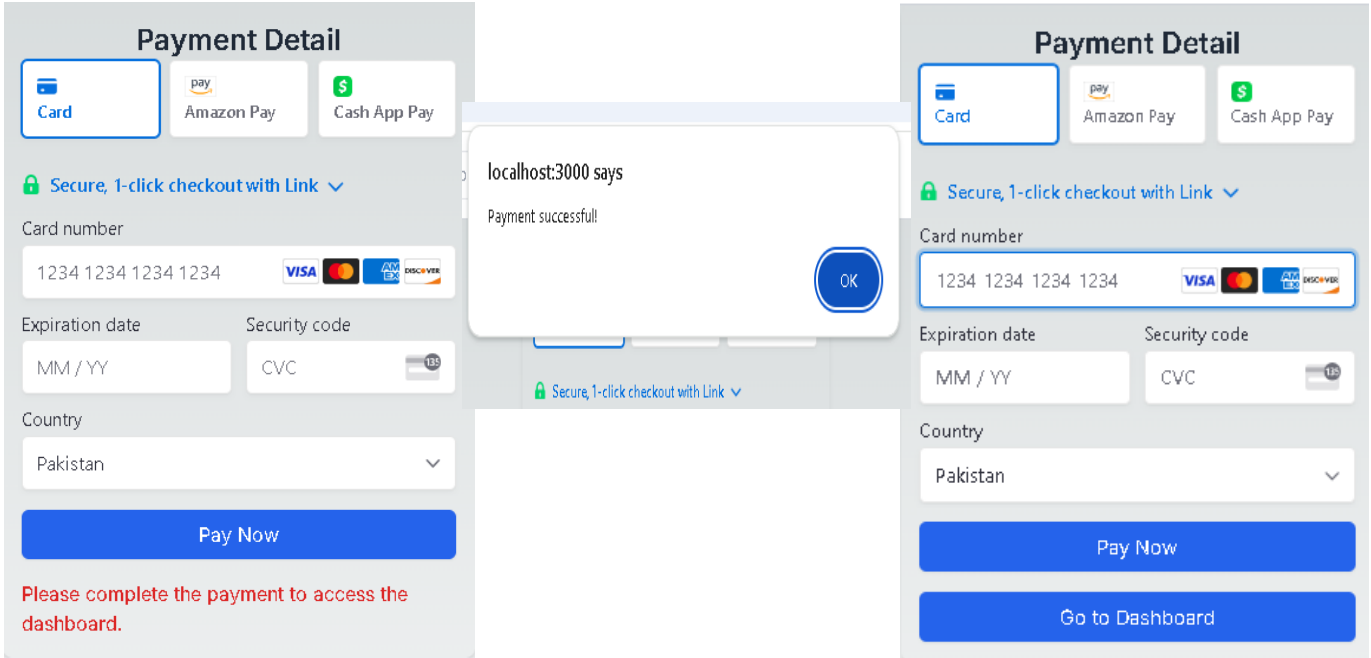 Payment Detail
pay
Card
Amazon Pay
$
Cash App Pay
Secure, 1-click checkout with Link
Card number
1234 1234 1234 1234
VISA
AM
EX
DISCOVER
Expiration date
Security code
MM / YY
CVC
135
Country
Pakistan
Pay Now
Please complete the payment to access the
dashboard.
localhost:3000 says
Payment successful!
OK
Secure, 1-click checkout with Link
Payment Detail
pay
Card
Amazon Pay
$
Cash App Pay
Secure, 1-click checkout with Link
Card number
1234 1234 1234 1234
VISA
AM
EX
DISCOVER
Expiration date
Security code
MM / YY
CVC
135
Country
Pakistan
Pay Now
Go to Dashboard